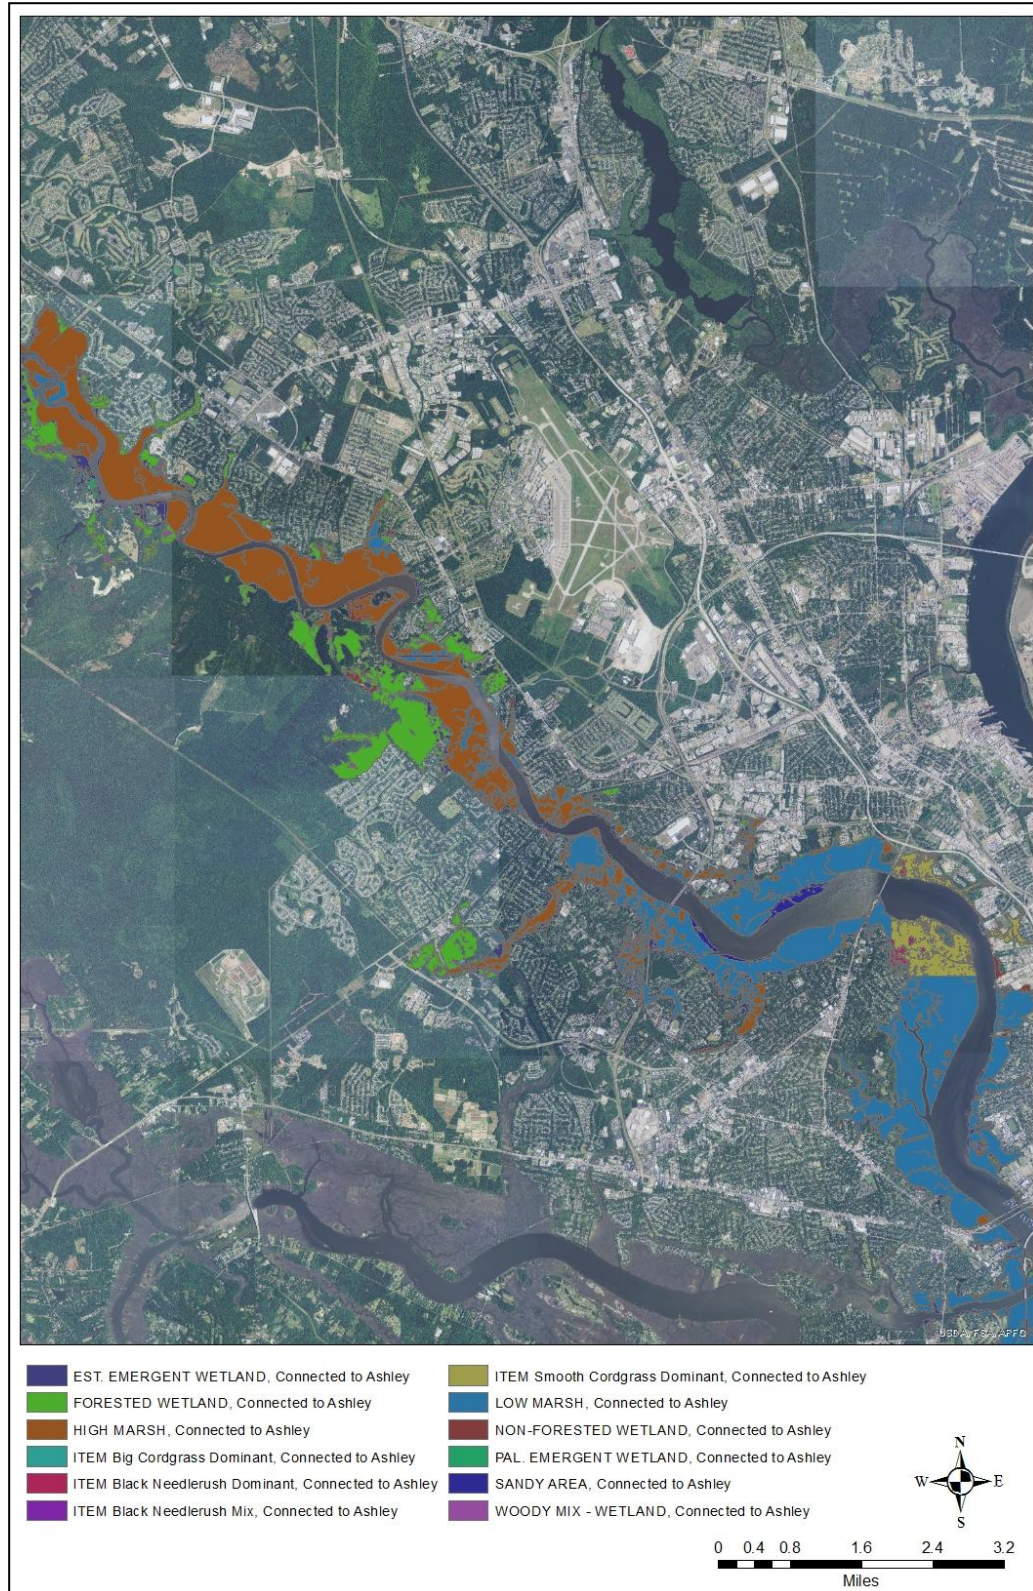 USDA, FSA, APFO
EST. EMERGENT WETLAND, Connected to Ashley
FORESTED WETLAND, Connected to Ashley
HIGH MARSH, Connected to Ashley
ITEM Big Cordgrass Dominant, Connected to Ashley
ITEM Black Needlerush Dominant, Connected to Ashley
ITEM Black Needlerush Mix, Connected to Ashley
ITEM Smooth Cordgrass Dominant, Connected to Ashley
LOW MARSH, Connected to Ashley
NON-FORESTED WETLAND, Connected to Ashley
PAL. EMERGENT WETLAND, Connected to Ashley
SANDY AREA, Connected to Ashley
WOODY MIX - WETLAND, Connected to Ashley
N
W E
S
0 0.4 0.8 1.6 2.4 3.2
Miles